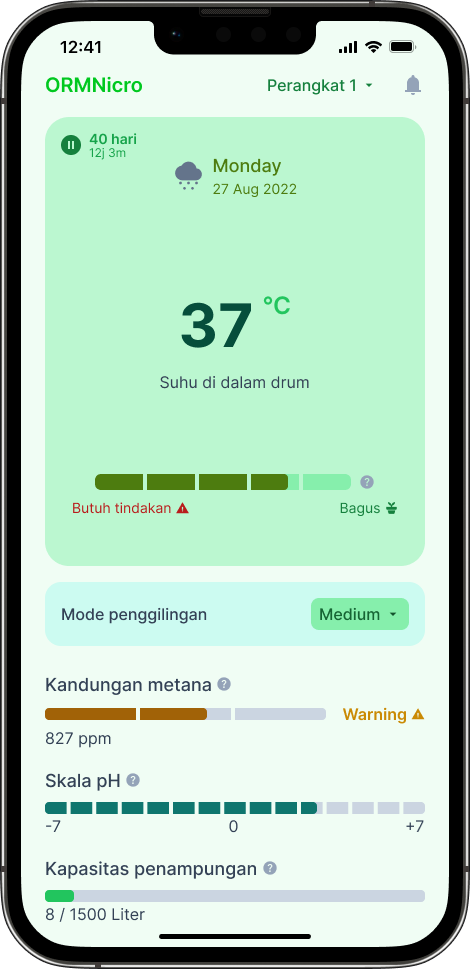 12:41
ORMNicro
Perangkat 1
40 hari
12j 3m
Monday
27 Aug 2022
37 °C
Suhu di dalam drum
?
Butuh tindakan
Bagus
Mode penggilingan
Medium
Kandungan metana ?
Warning
827 ppm
Skala pH ?
-7 0 +7
Kapasitas penampungan ?
8 / 1500 Liter